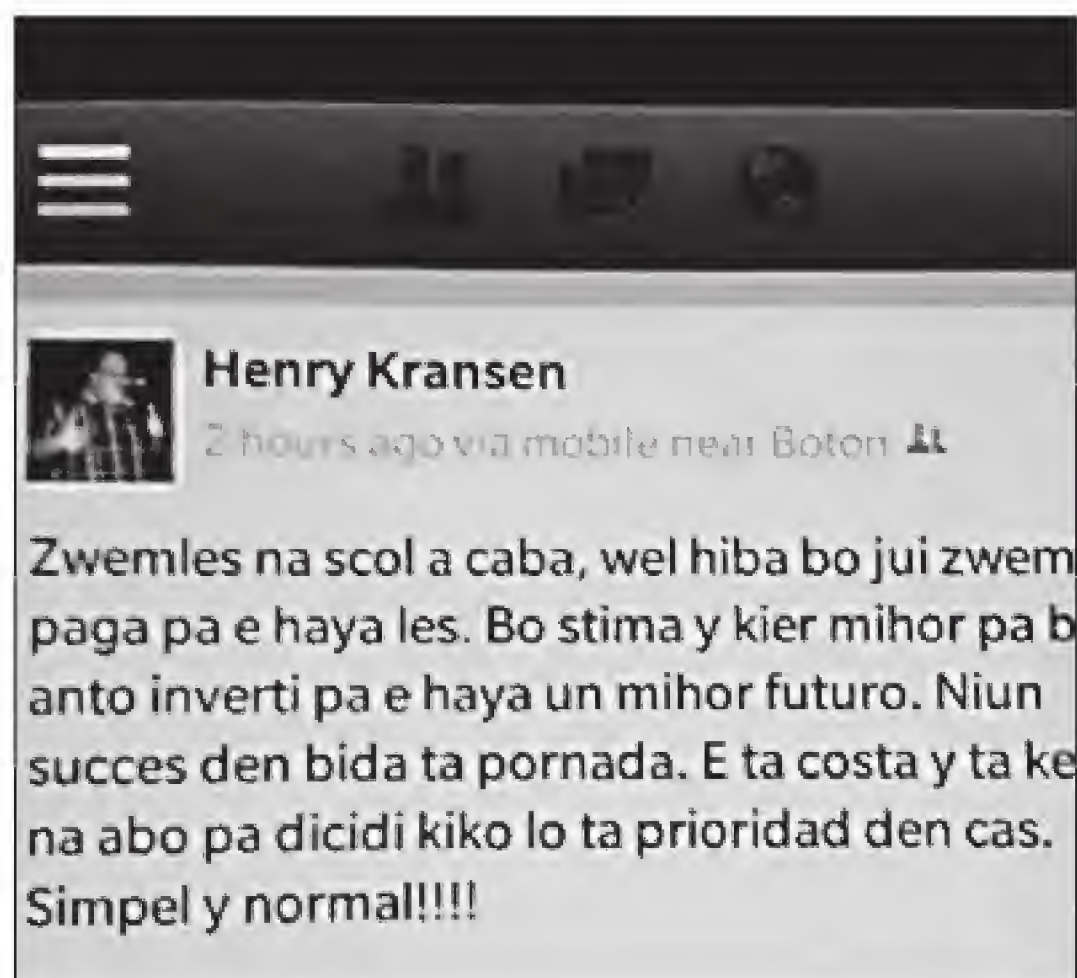 Henry Kransen
2 hours ago via mobile near Boton
Zwemles na scol a caba, wel hiba bo jui zwem
paga pa e haya les. Bo stima y kier mihor pa b
anto inverti pa e haya un mihor futuro. Niun
succes den bida ta pornada. E ta costa y ta ke
na abo pa dicidi kiko lo ta prioridad den cas.
Simpel y normal!!!!